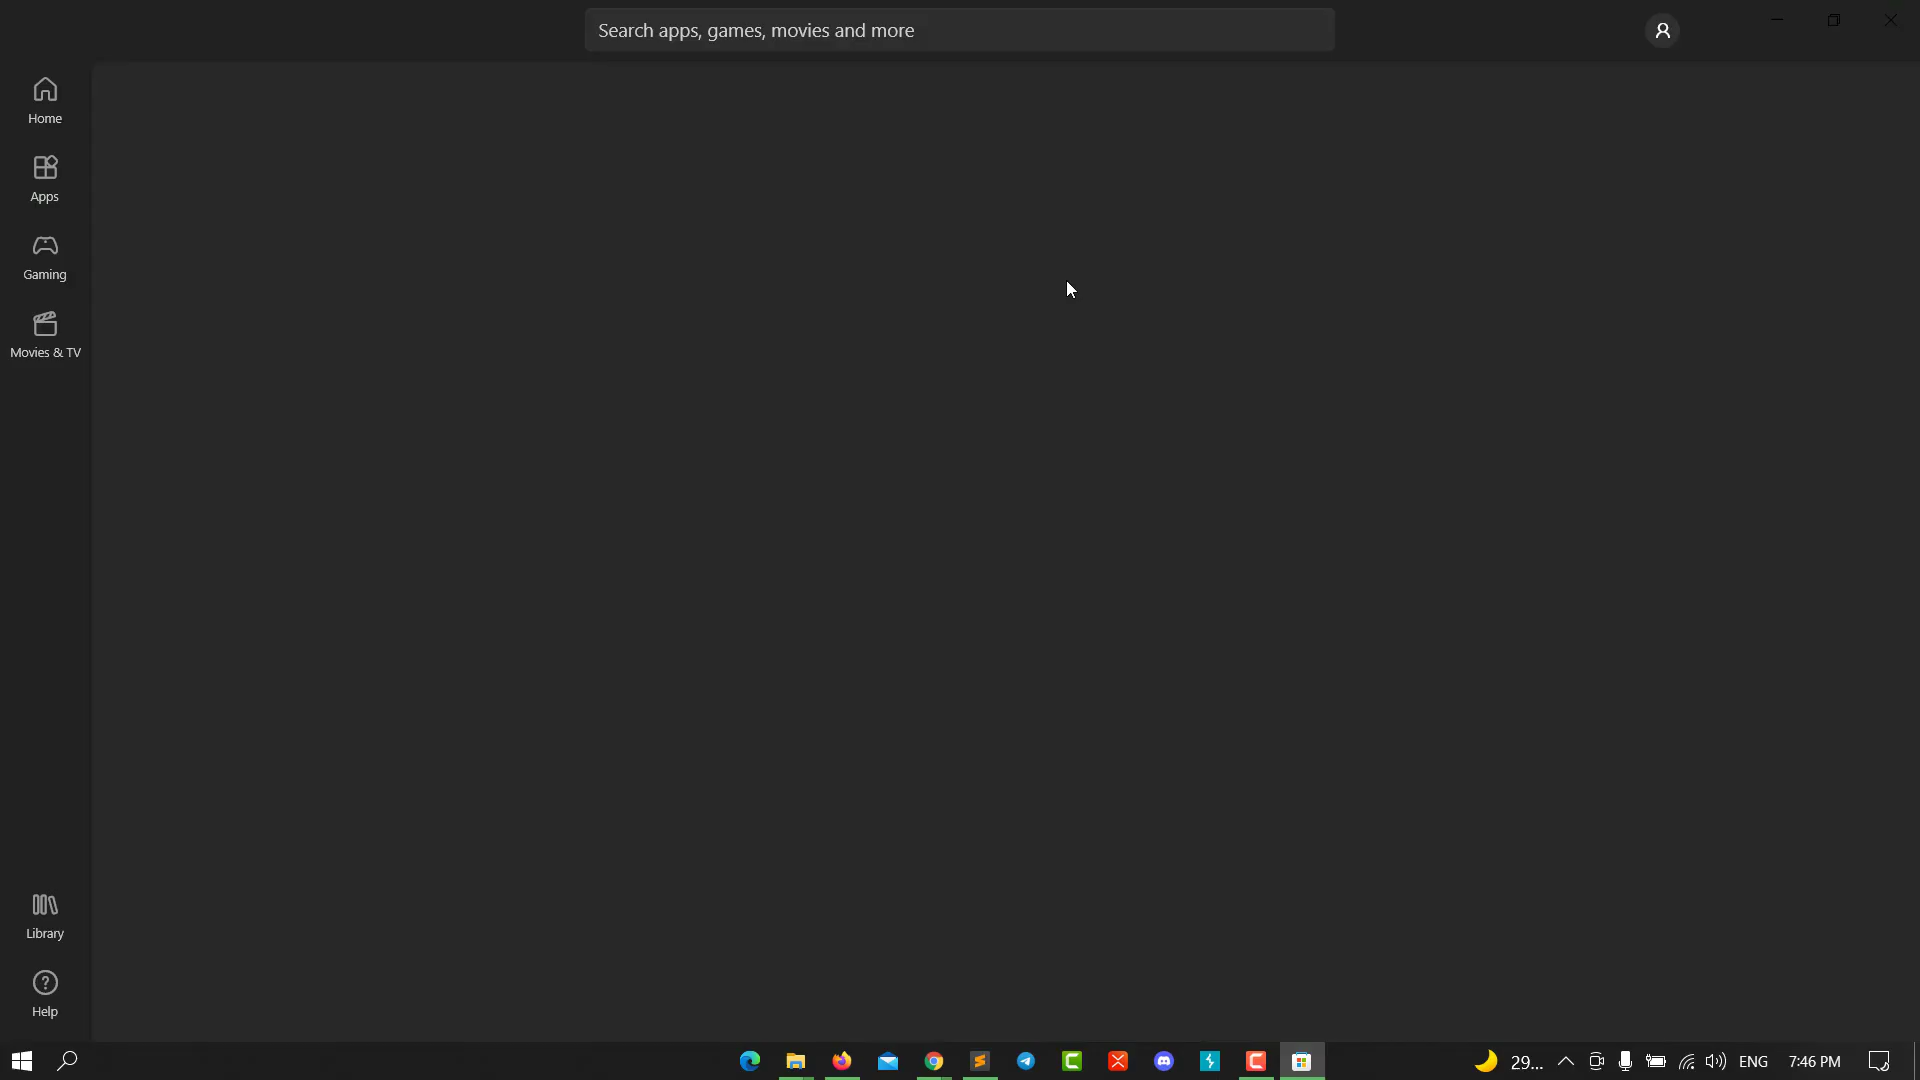 Search apps, games, movies and more
Home
Apps
Gaming
Movies & TV
Library
Help
29...
ENG
7:46 PM